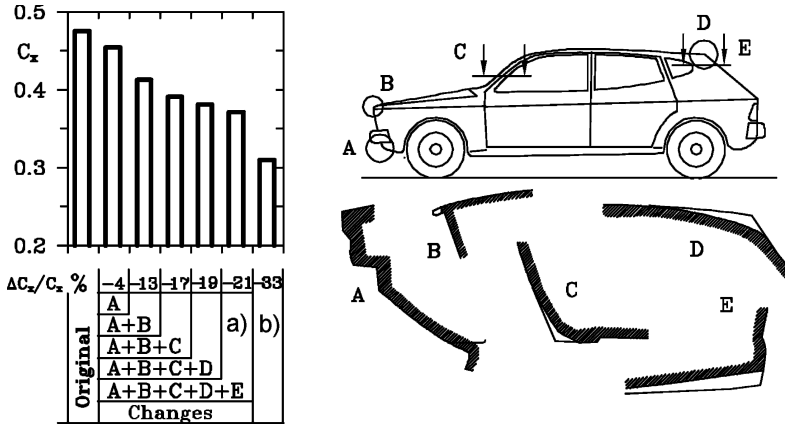 0.5
Cx
0.4
0.3
0.2
ΔCx/Cx % -4 -13 -17 -19 -21 -33
Original
A
A+B
A+B+C
A+B+C+D
A+B+C+D+E
Changes
a) b)
D
C
E
B
A
B
D
A
C
E